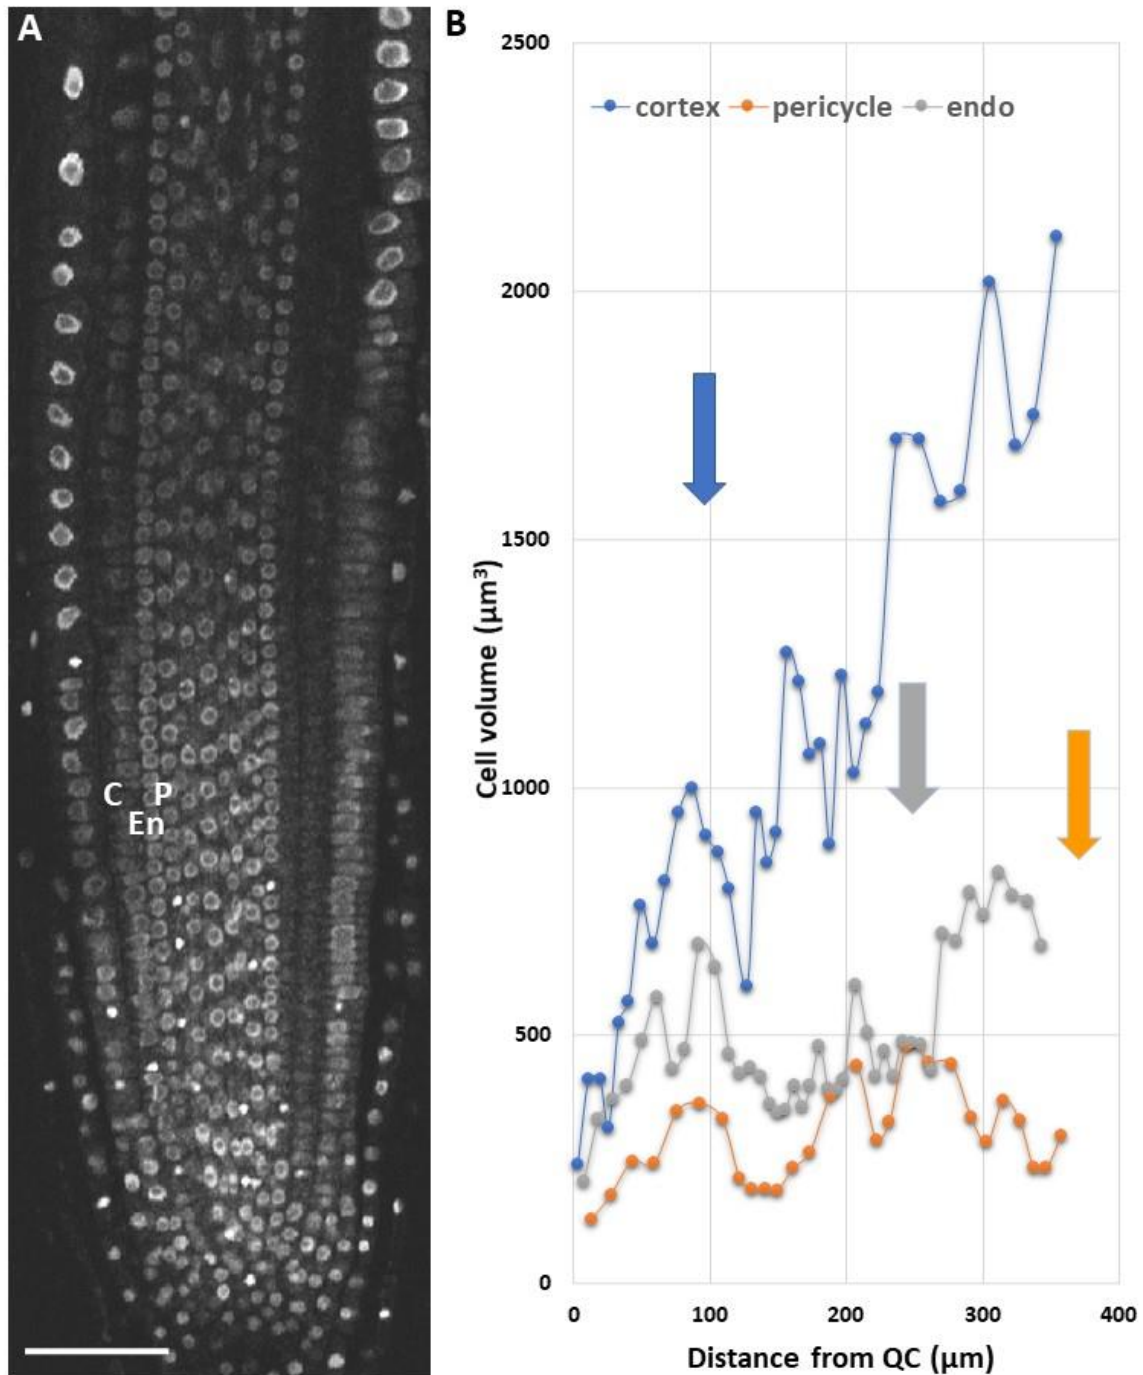 A
C P
En
B
2500
cortex pericycle endo
2000
1500
1000
500
0
Cell volume (µm³)
0 100 200 300 400
Distance from QC (µm)